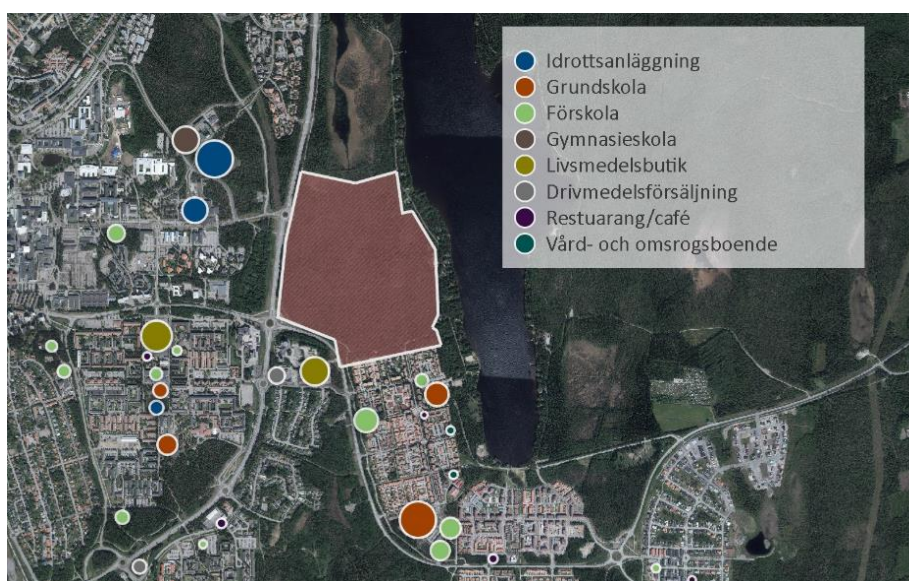 Idrottsanläggning
Grundskola
Förskola
Gymnasieskola
Livsmedelsbutik
Drivmedelsförsäljning
Restuarang/café
Vård- och omsrogsboende